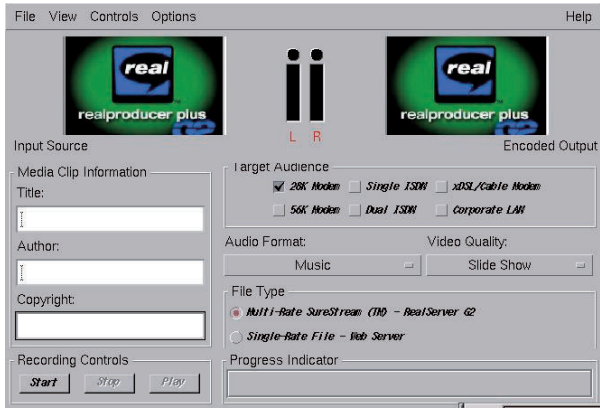 File View Controls Options Help
real
realproducer plus
G2
L R
real
realproducer plus
G2
Input Source
Encoded Output
Media Clip Information
Title:
Author:
Copyright:
Target Audience
28K Modem Single ISDN xDSL/Cable Modem
56K Modem Dual ISDN Corporate LAN
Audio Format:
Video Quality:
Music
Slide Show
File Type
Multi-Rate SureStream (TM) - RealServer G2
Single-Rate File - Web Server
Recording Controls
Start Stop Play
Progress Indicator